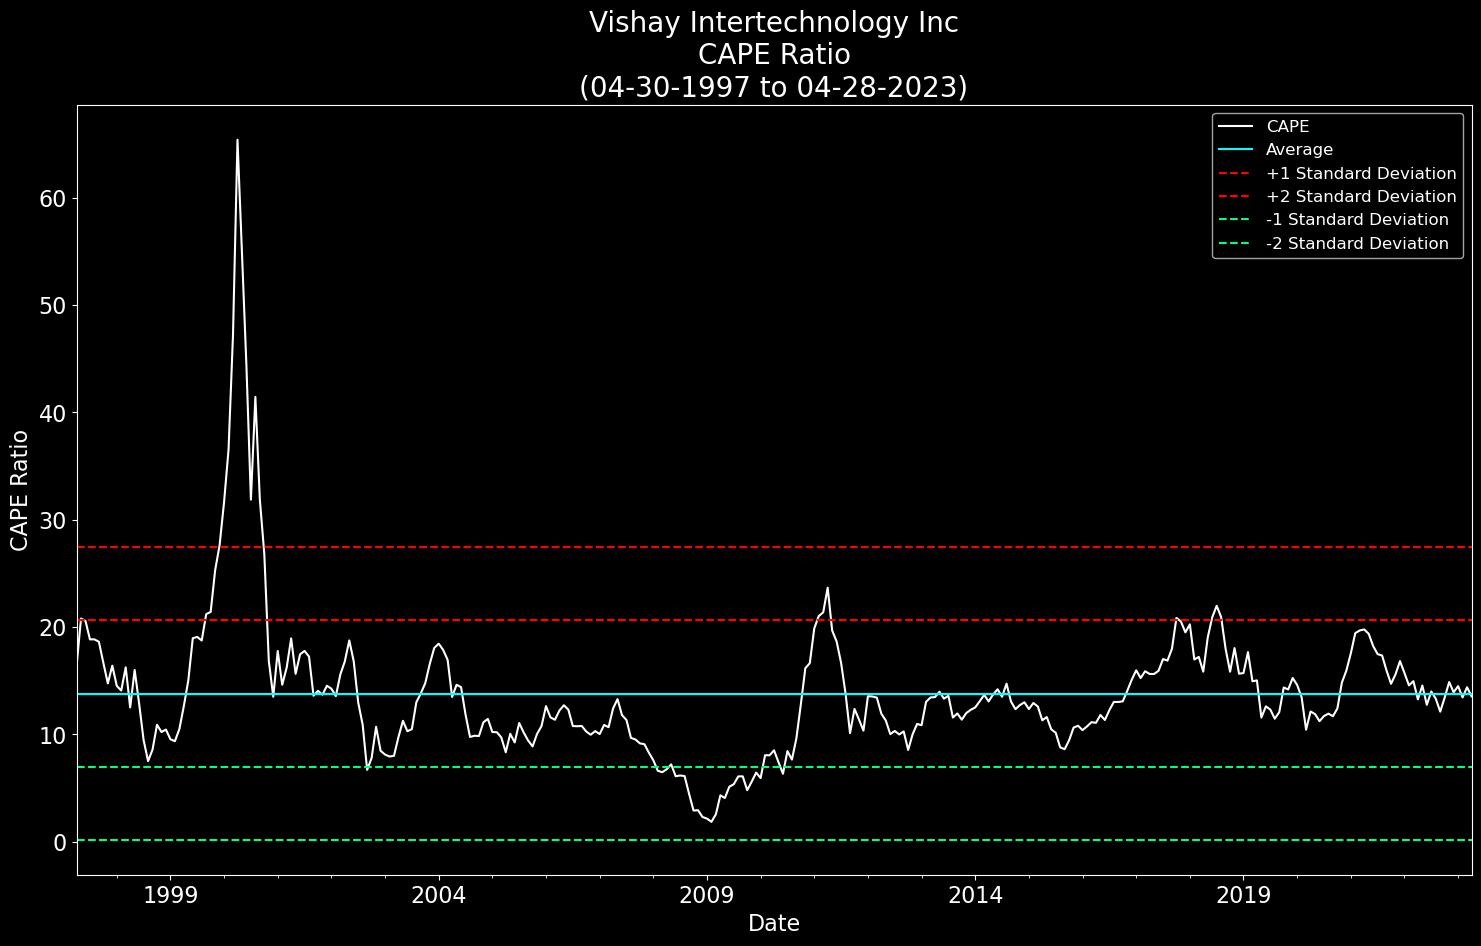 Vishay Intertechnology Inc
CAPE Ratio
(04-30-1997 to 04-28-2023)
CAPE
Average
+1 Standard Deviation
+2 Standard Deviation
-1 Standard Deviation
-2 Standard Deviation
CAPE Ratio
60
50
40
30
20
10
0
1999 2004 2009 2014 2019
Date